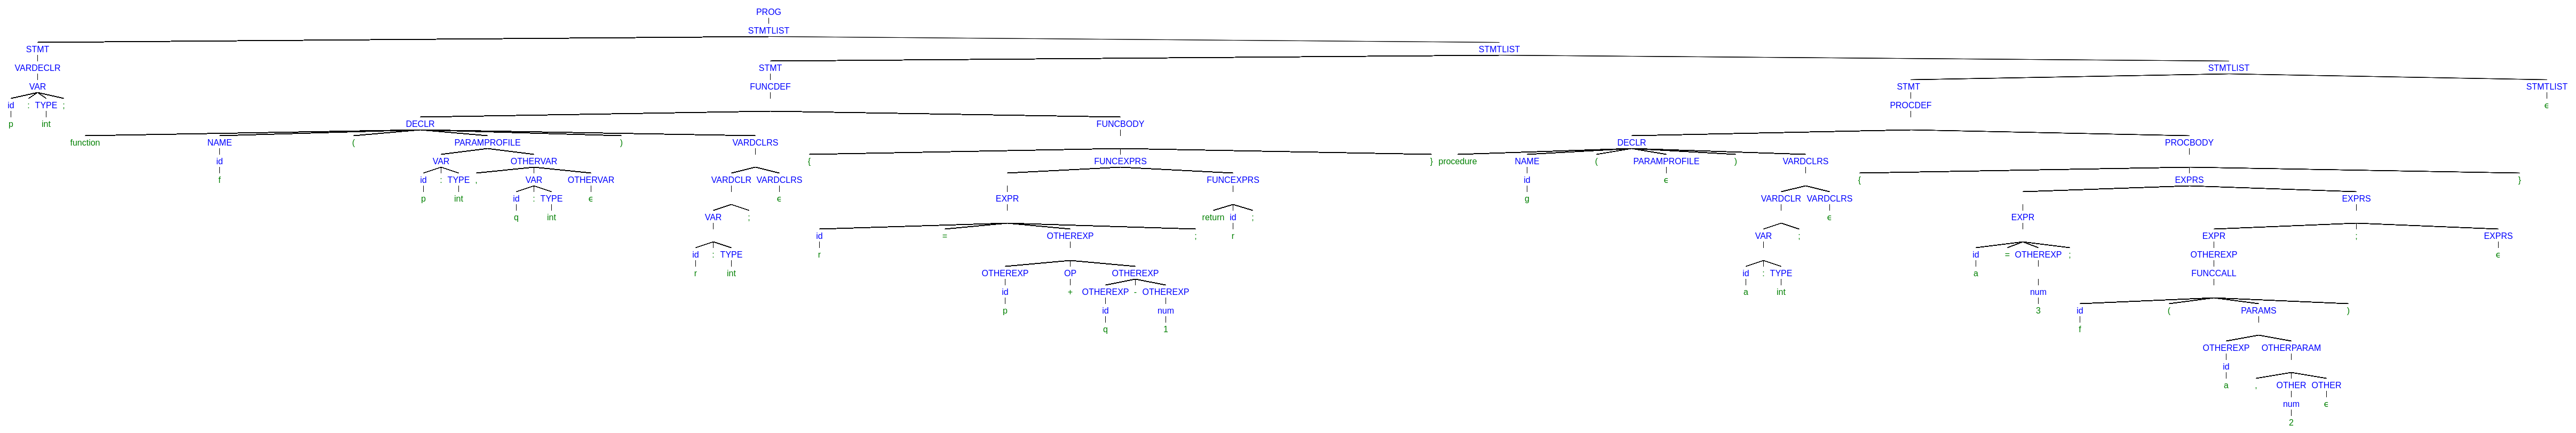 PROG
STMTLIST
STMT STMTLIST
VARDECLR STMT STMTLIST
VAR FUNCDEF STMT STMTLIST
id : TYPE ; PROCDEF ϵ
p int DECLR FUNCBODY
function NAME ( PARAMPROFILE ) VARDCLRS DECLR PROCBODY
id VAR OTHERVAR { FUNCEXPRS } procedure NAME ( PARAMPROFILE ) VARDCLRS
f id : TYPE , VAR OTHERVAR VARDCLR VARDCLRS FUNCEXPRS id ϵ { EXPRS }
p int id : TYPE ϵ ϵ EXPR g VARDCLR VARDCLRS EXPRS
q int VAR ; return id ; ϵ EXPR
id = OTHEREXP ; r VAR ; EXPR ; EXPRS
id : TYPE r id = OTHEREXP ; OTHEREXP ϵ
r int OTHEREXP OP OTHEREXP id : TYPE a FUNCCALL
id + OTHEREXP - OTHEREXP a int num
p id num 3 id ( PARAMS )
q 1 f
OTHEREXP OTHERPARAM
id
a , OTHER OTHER
num ϵ
2